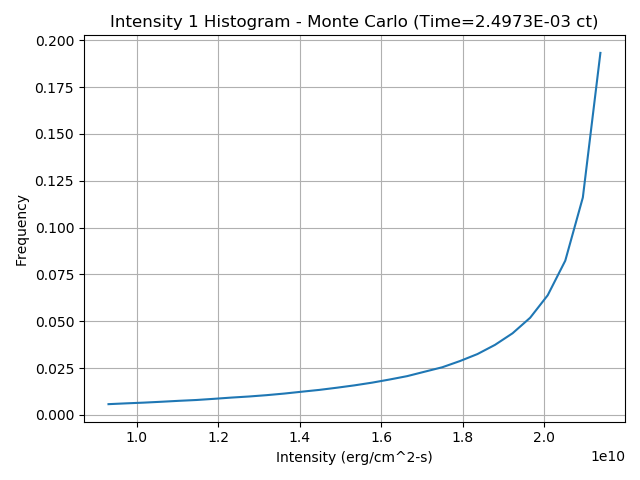 Intensity 1 Histogram - Monte Carlo (Time=2.4973E-03 ct)
0.200
0.175
0.150
0.125
0.100
0.075
0.050
0.025
0.000
Frequency
1.0 1.2 1.4 1.6 1.8 2.0
1e10
Intensity (erg/cm^2-s)